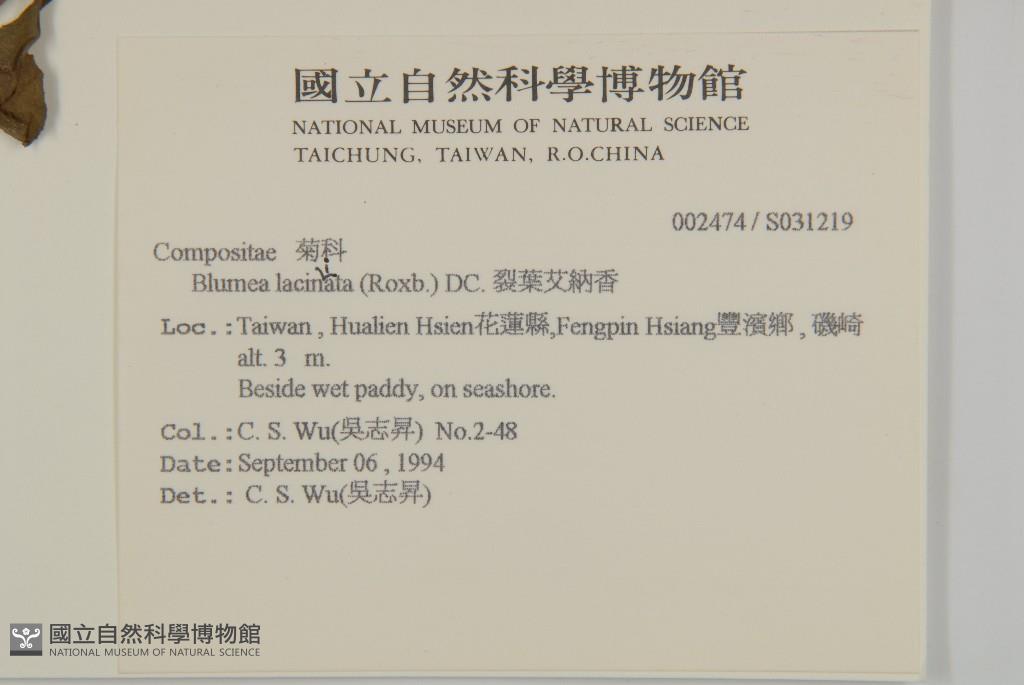 國立自然科學博物館
NATIONAL MUSEUM OF NATURAL SCIENCE
TAICHUNG, TAIWAN, R.O.CHINA
002474 / S031219
Compositae 菊科
i
Blumea lacinata (Roxb.) DC. 裂葉艾納香
Loc.:Taiwan , Hualien Hsien花蓮縣,Fengpin Hsiang豐濱鄉 , 磯崎
alt. 3 m.
Beside wet paddy, on seashore.
Col.:C. S. Wu(吳志昇) No.2-48
Date:September 06 , 1994
Det.: C. S. Wu(吳志昇)
國立自然科學博物館
NATIONAL MUSEUM OF NATURAL SCIENCE